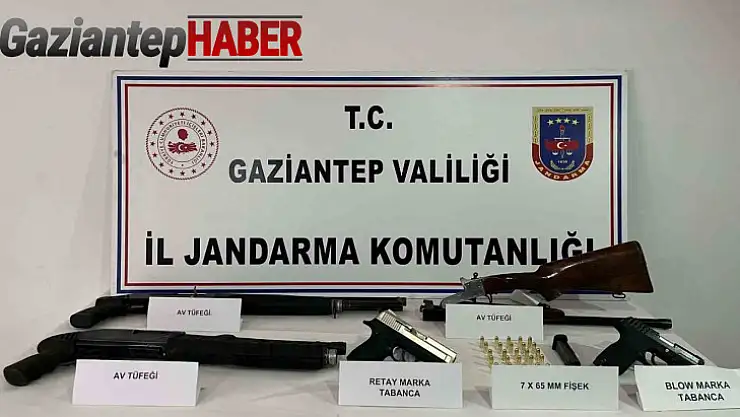 GaziantepHABER
T.C.
GAZİANTEP VALİLİĞİ
İL JANDARMA KOMUTANLIĞI
JANDARMA
AV TÜFEĞİ
AV TÜFEĞİ
AV TÜFEĞİ
RETAY MARKA
TABANCA
7 X 65 MM FİŞEK
BLOW MARKA
TABANCA